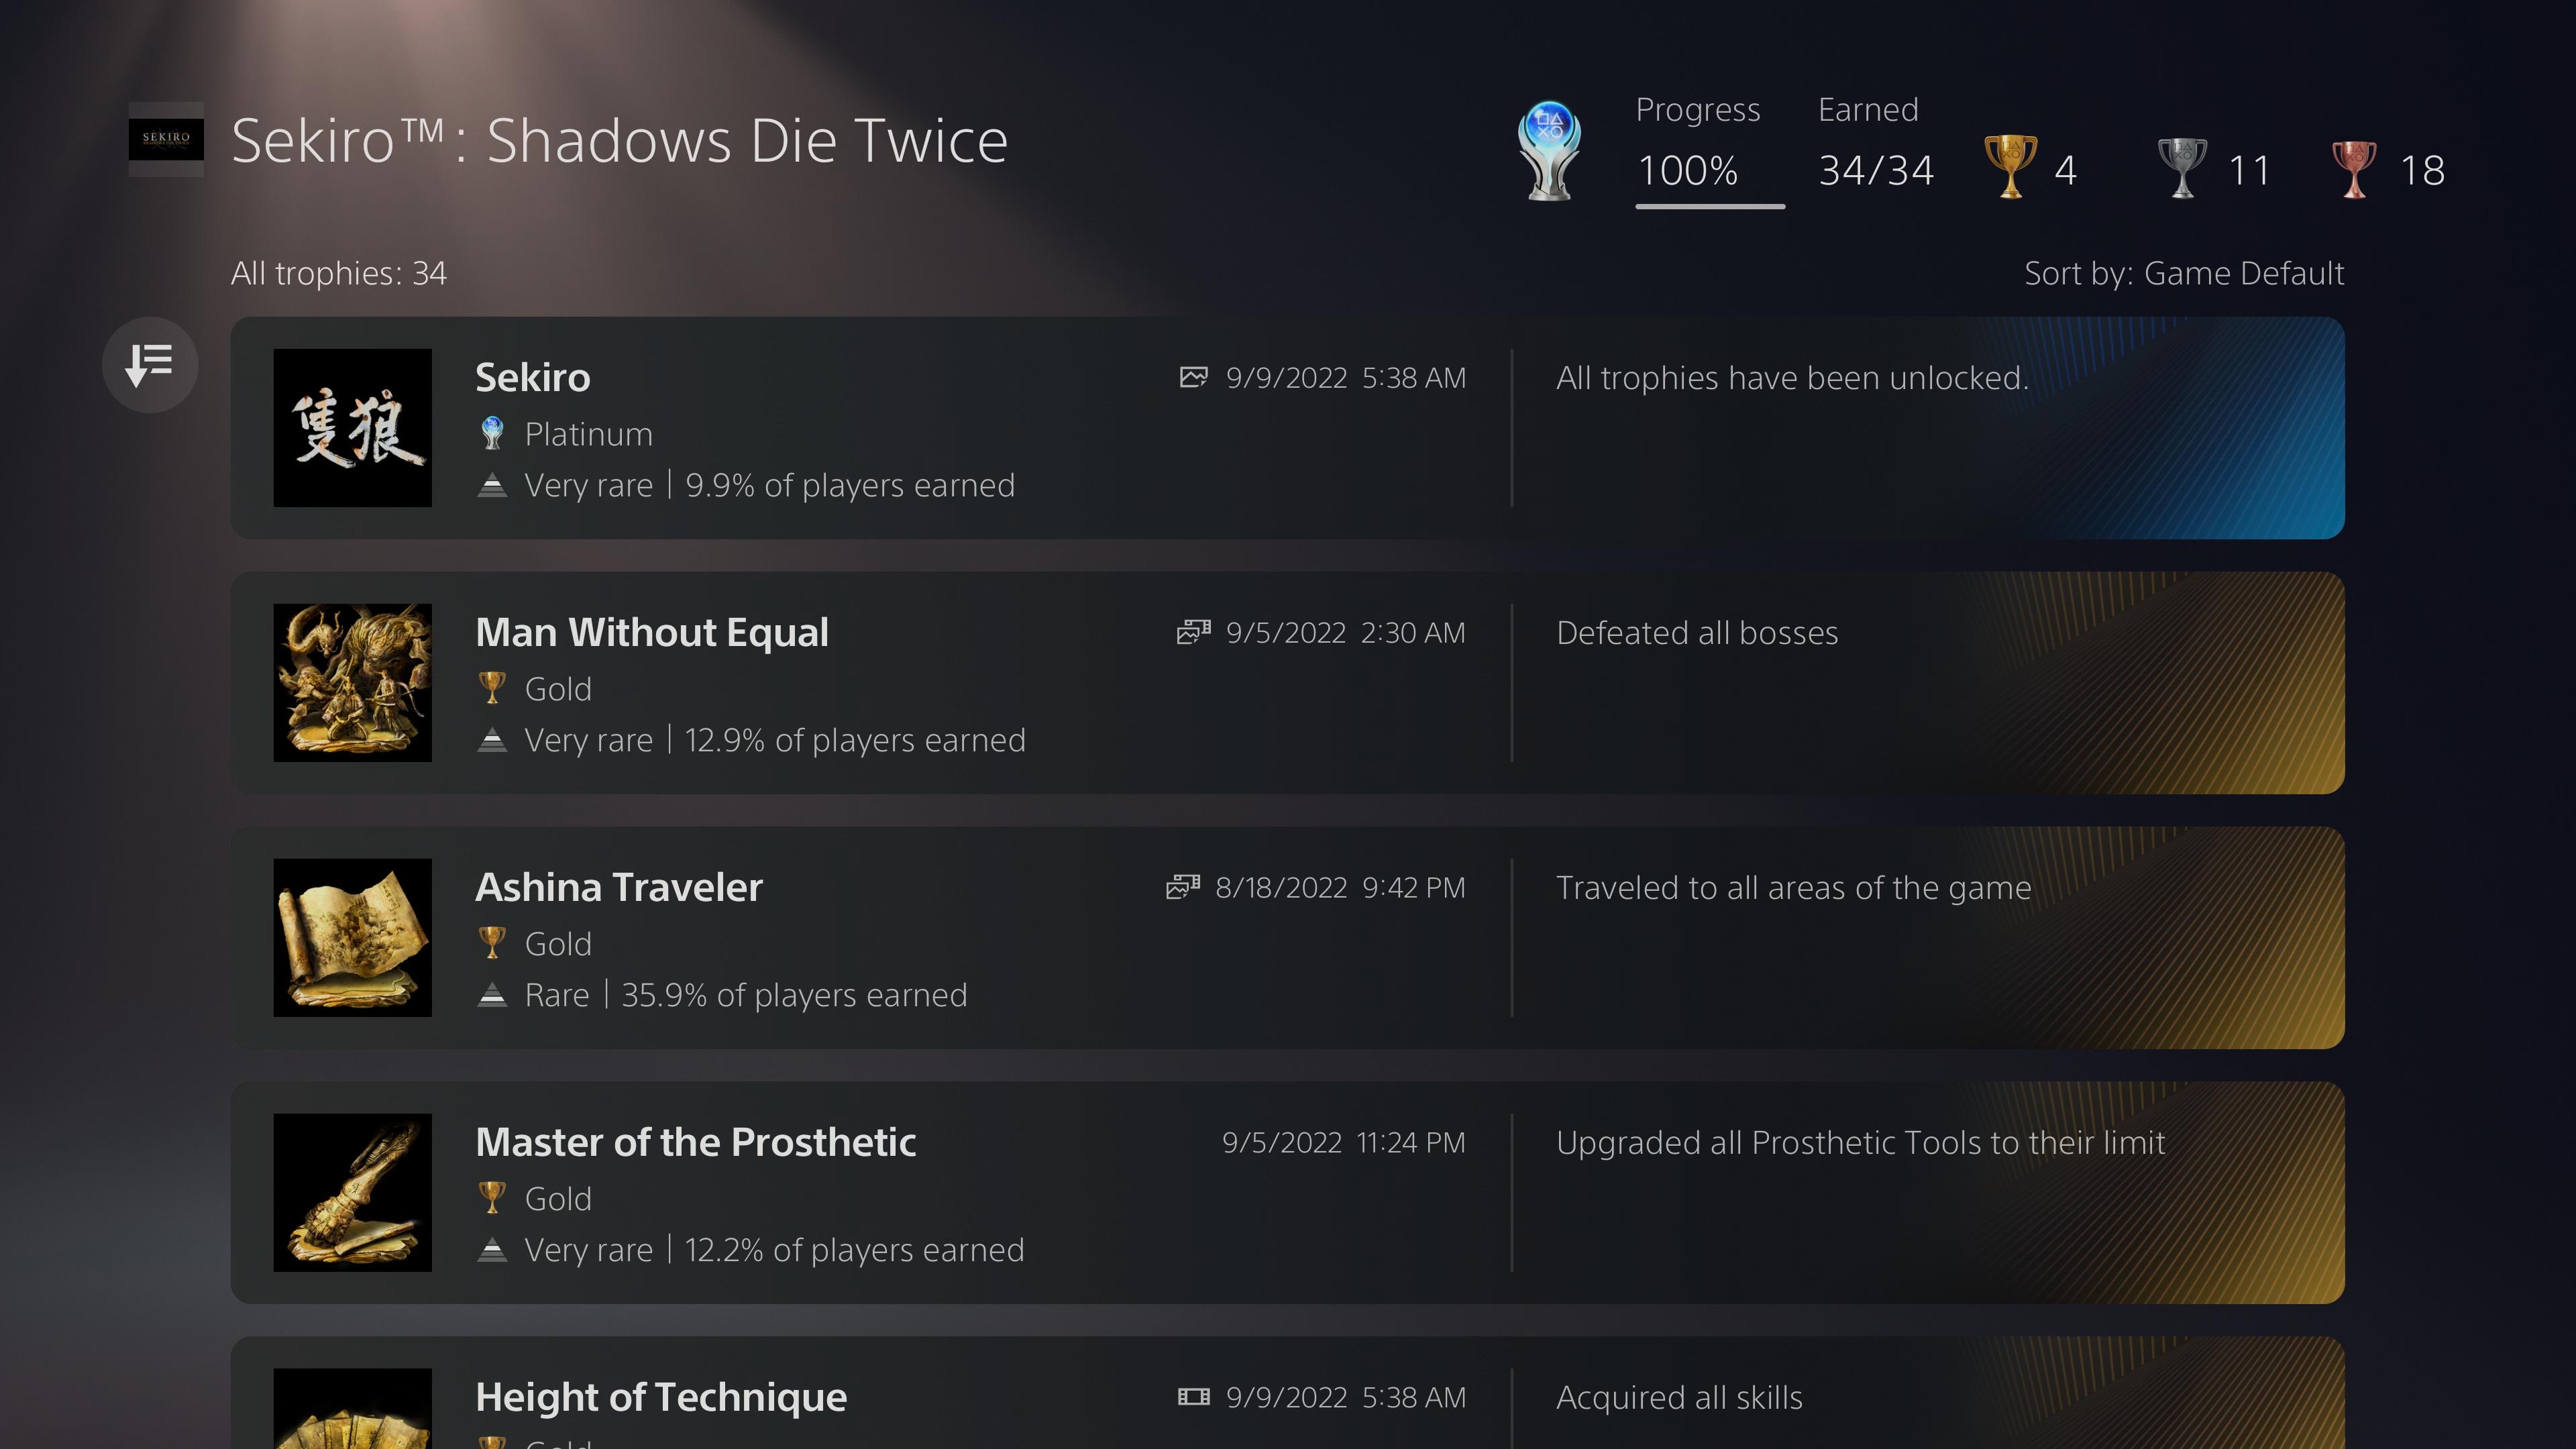 SEKIRO
SHADOWS DIE TWICE
Sekiro™: Shadows Die Twice
Progress
Earned
100%
34/34
4
11
18
All trophies: 34
Sort by: Game Default
隻狼
Sekiro
9/9/2022 5:38 AM
All trophies have been unlocked.
Platinum
Very rare | 9.9% of players earned
Man Without Equal
9/5/2022 2:30 AM
Defeated all bosses
Gold
Very rare | 12.9% of players earned
Ashina Traveler
8/18/2022 9:42 PM
Traveled to all areas of the game
Gold
Rare | 35.9% of players earned
Master of the Prosthetic
9/5/2022 11:24 PM
Upgraded all Prosthetic Tools to their limit
Gold
Very rare | 12.2% of players earned
Height of Technique
9/9/2022 5:38 AM
Acquired all skills
Gold